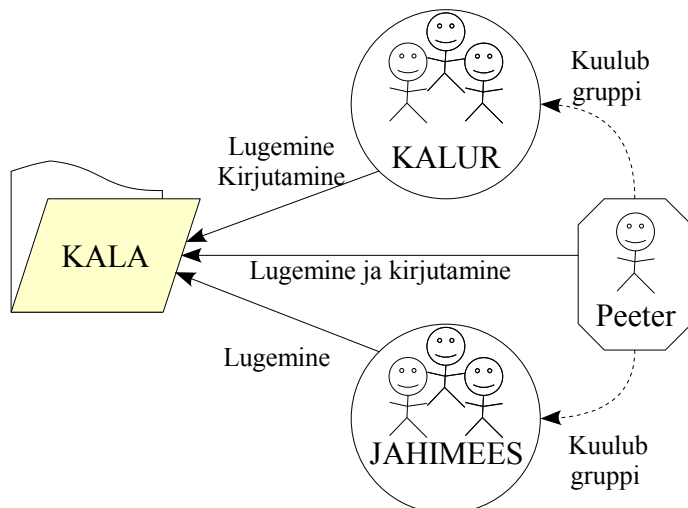 Kuulub
gruppi
Lugemine
Kirjutamine
KALUR
KALA
Lugemine ja kirjutamine
Peeter
Lugemine
JAHIMEES
Kuulub
gruppi